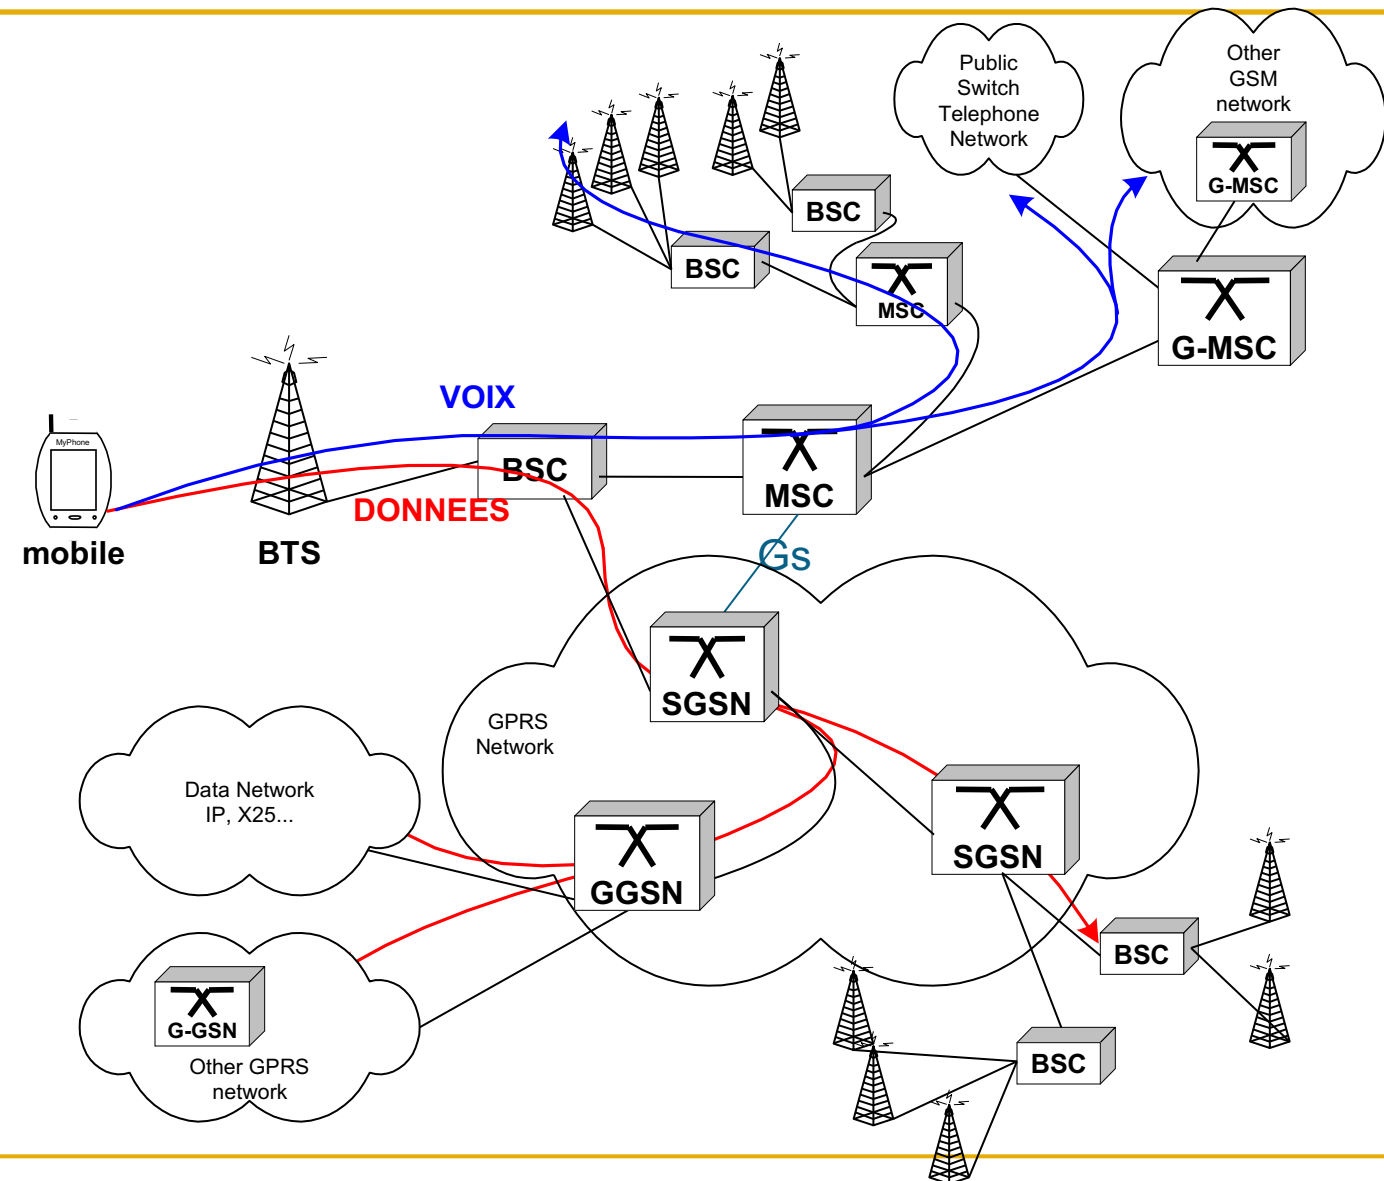 Public
Switch
Telephone
Network
Other
GSM
network
G-MSC
BSC
BSC
MSC
G-MSC
VOIX
MyPhone
BSC
MSC
DONNEES
mobile
BTS
Gs
SGSN
GPRS
Network
Data Network
IP, X25...
SGSN
GGSN
BSC
G-GSN
Other GPRS
network
BSC